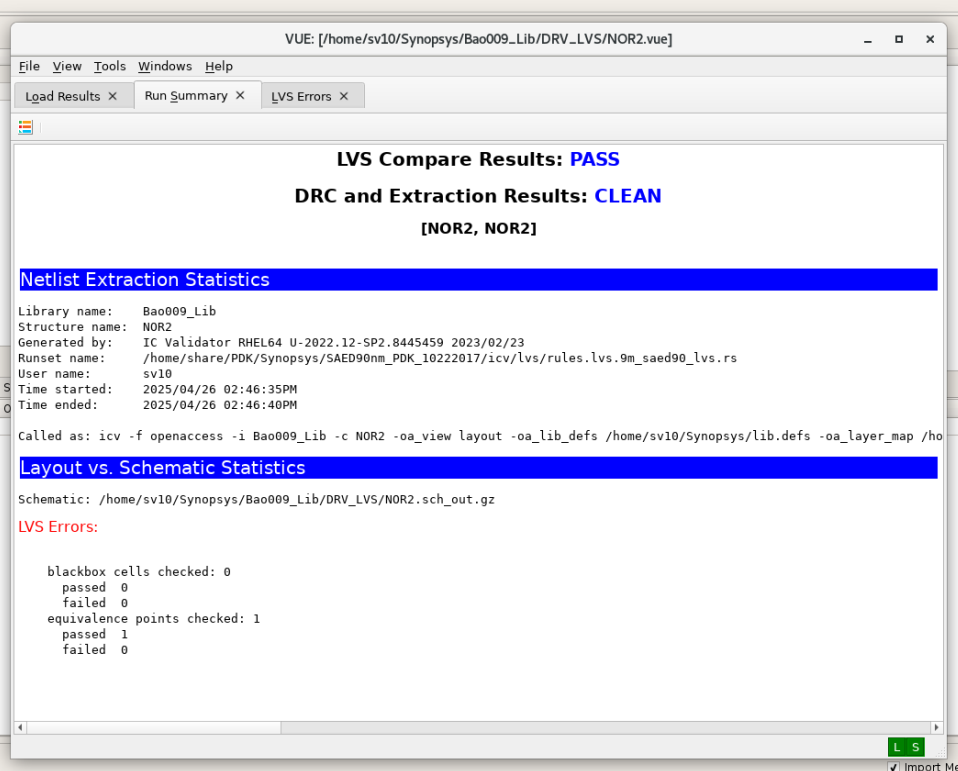 VUE: [/home/sv10/Synopsys/Bao009_Lib/DRV_LVS/NOR2.vue]
File View Tools Windows Help
Load Results Run Summary LVS Errors
LVS Compare Results: PASS
DRC and Extraction Results: CLEAN
[NOR2, NOR2]
Netlist Extraction Statistics
Library name: Bao009_Lib
Structure name: NOR2
Generated by: IC Validator RHEL64 U-2022.12-SP2.8445459 2023/02/23
Runset name: /home/share/PDK/Synopsys/SAED90nm_PDK_10222017/icv/lvs/rules.lvs.9m_saed90_lvs.rs
User name: sv10
Time started: 2025/04/26 02:46:35PM
Time ended: 2025/04/26 02:46:40PM
Called as: icv -f openaccess -i Bao009_Lib -c NOR2 -oa_view layout -oa_lib_defs /home/sv10/Synopsys/lib.defs -oa_layer_map /ho
Layout vs. Schematic Statistics
Schematic: /home/sv10/Synopsys/Bao009_Lib/DRV_LVS/NOR2.sch_out.gz
LVS Errors:
blackbox cells checked: 0
passed 0
failed 0
equivalence points checked: 1
passed 1
failed 0
L S
Import Me